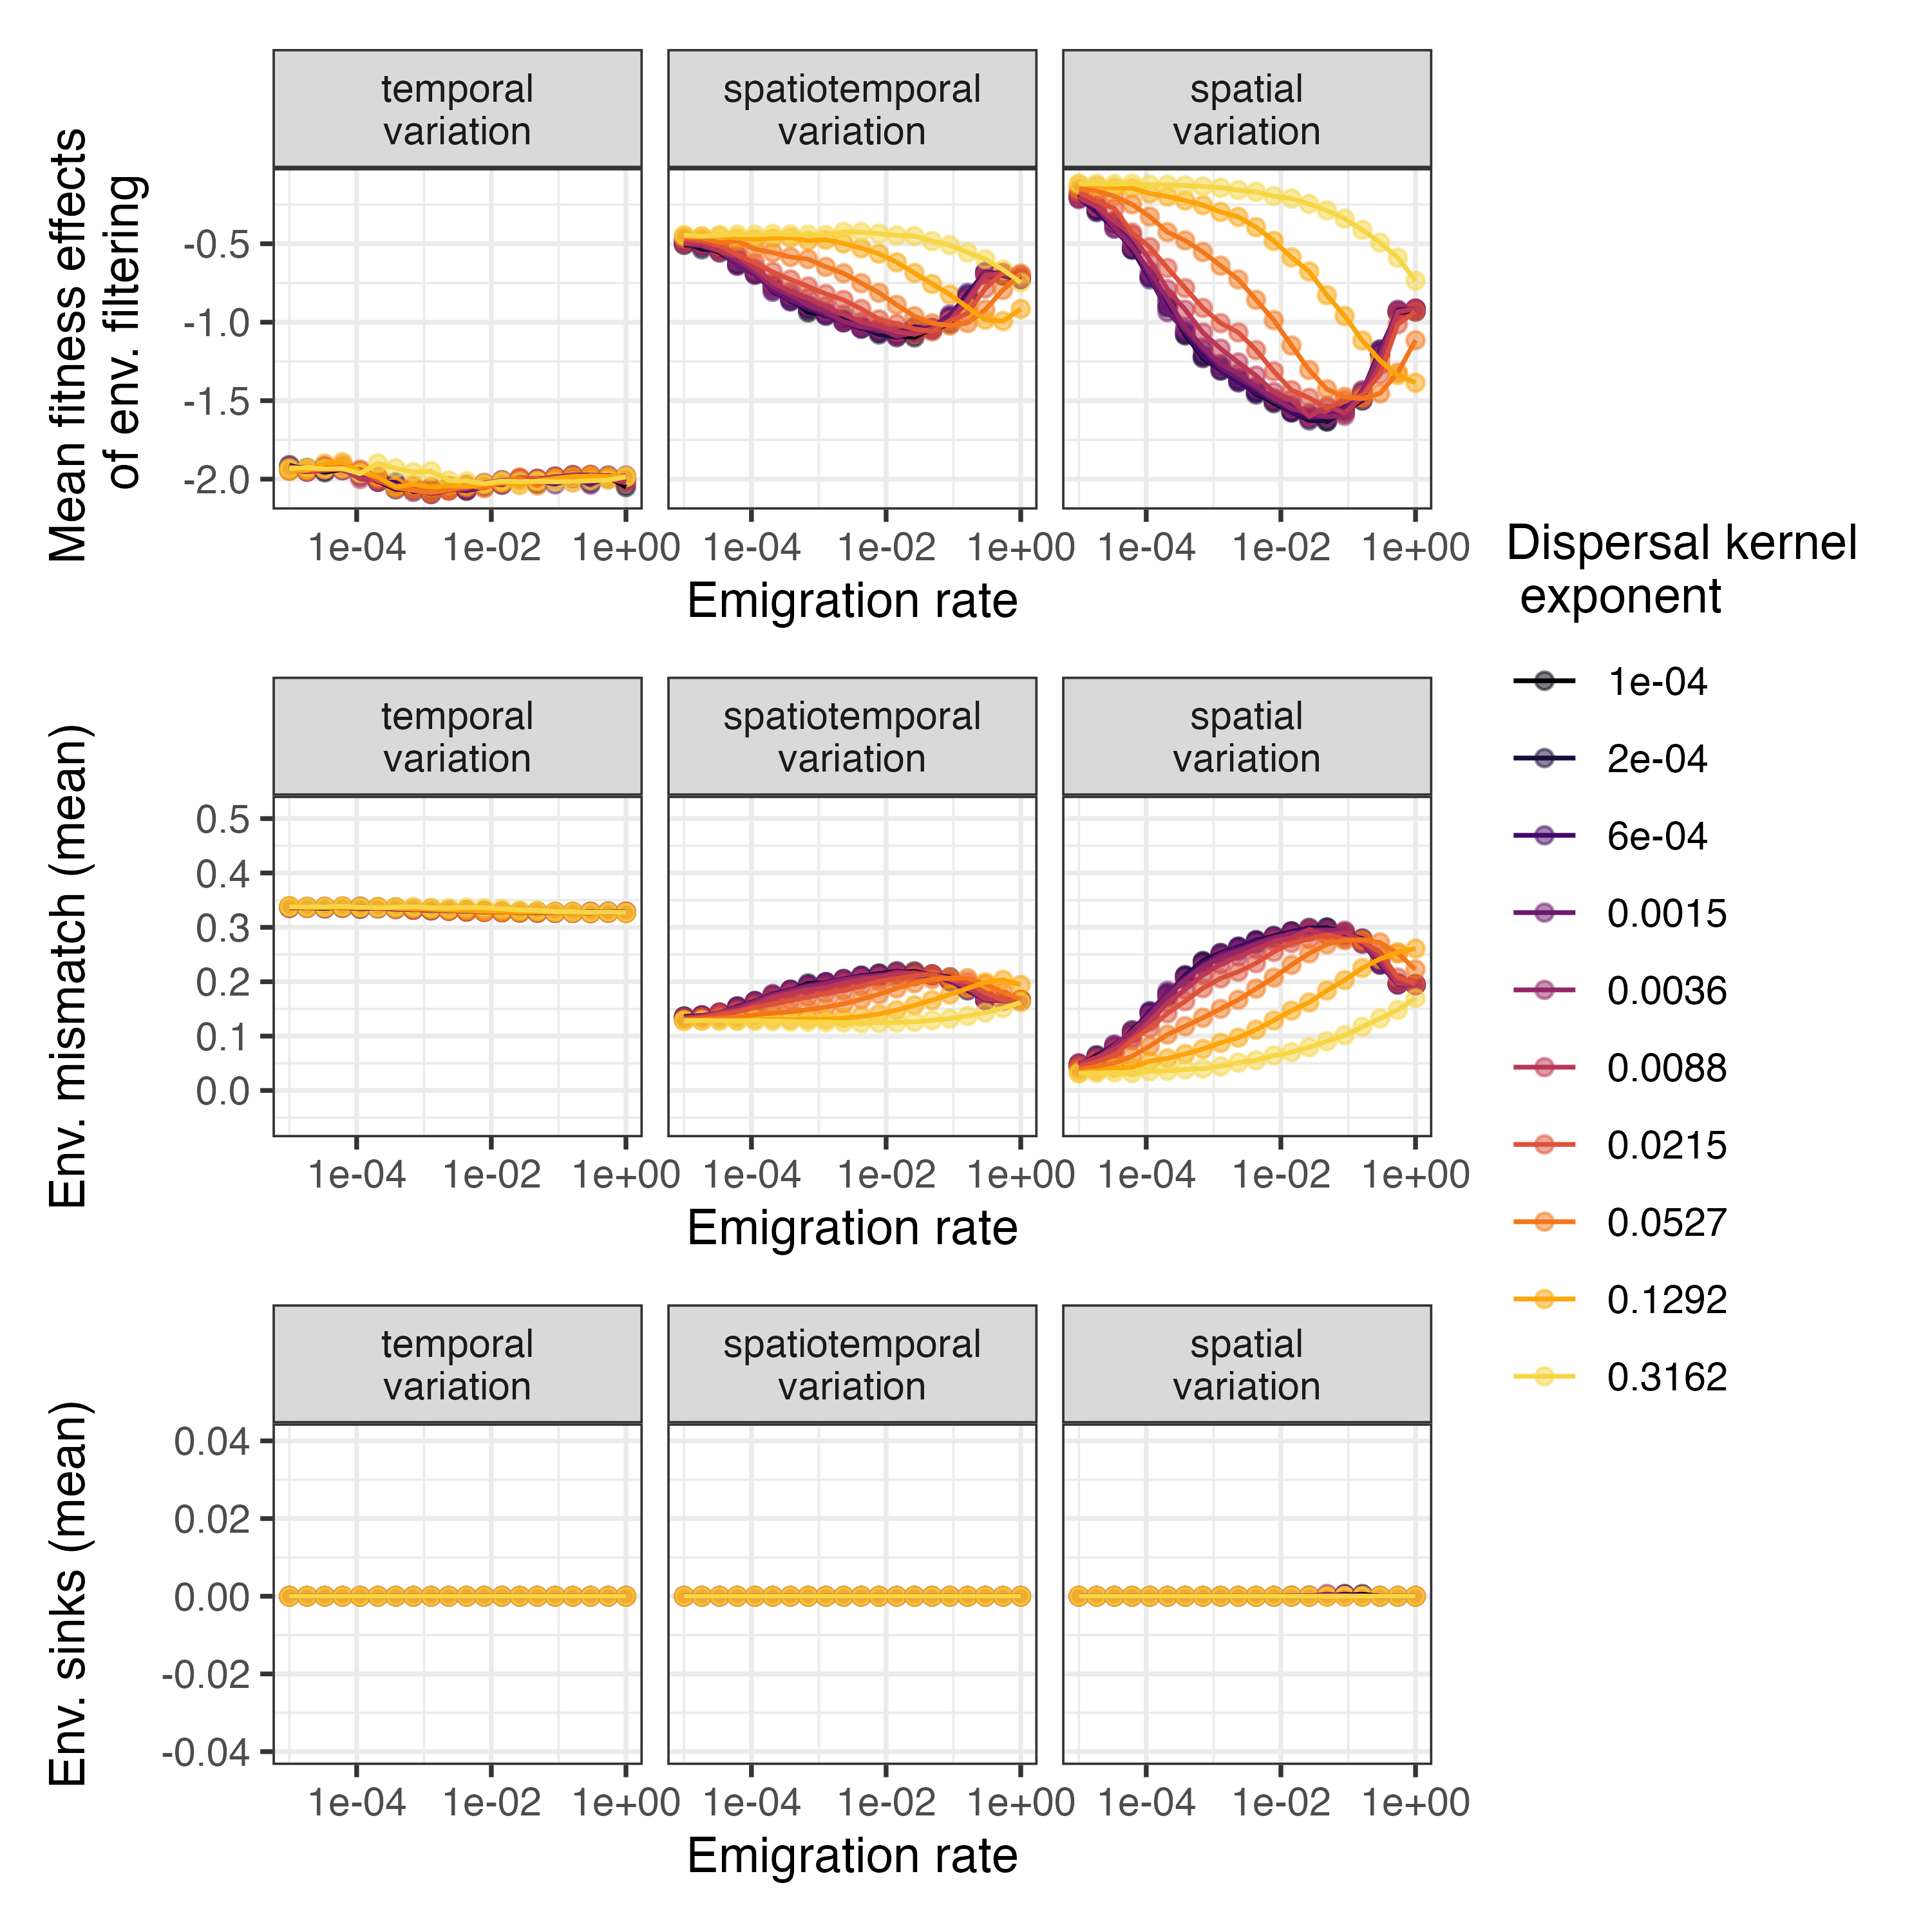 temporal
variation
spatiotemporal
variation
spatial
variation
Mean fitness effects
of env. filtering
-0.5
-1.0
-1.5
-2.0
1e-04 1e-02 1e+00 1e-04 1e-02 1e+00 1e-04 1e-02 1e+00
Emigration rate
temporal
variation
spatiotemporal
variation
spatial
variation
Env. mismatch (mean)
0.5
0.4
0.3
0.2
0.1
0.0
1e-04 1e-02 1e+00 1e-04 1e-02 1e+00 1e-04 1e-02 1e+00
Emigration rate
temporal
variation
spatiotemporal
variation
spatial
variation
Env. sinks (mean)
0.04
0.02
0.00
-0.02
-0.04
1e-04 1e-02 1e+00 1e-04 1e-02 1e+00 1e-04 1e-02 1e+00
Emigration rate
Dispersal kernel
exponent
1e-04
2e-04
6e-04
0.0015
0.0036
0.0088
0.0215
0.0527
0.1292
0.3162